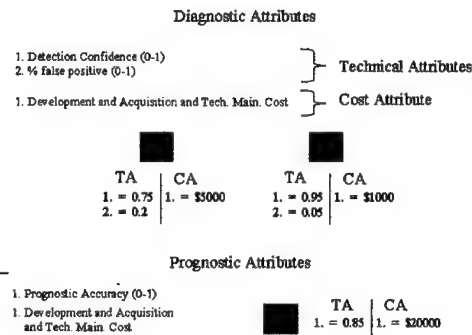 Diagnostic Attributes
1. Detection Confidence (0-1)
2. % false positive (0-1)
Technical Attributes
1. Development and Acquisition and Tech. Main. Cost
Cost Attribute
TA CA
1. = 0.75 1. = $5000
2. = 0.2
TA CA
1. = 0.95 1. = $1000
2. = 0.05
Prognostic Attributes
1. Prognostic Accuracy (0-1)
1. Development and Acquisition
and Tech. Main. Cost
TA CA
1. = 0.85 1. = $20000